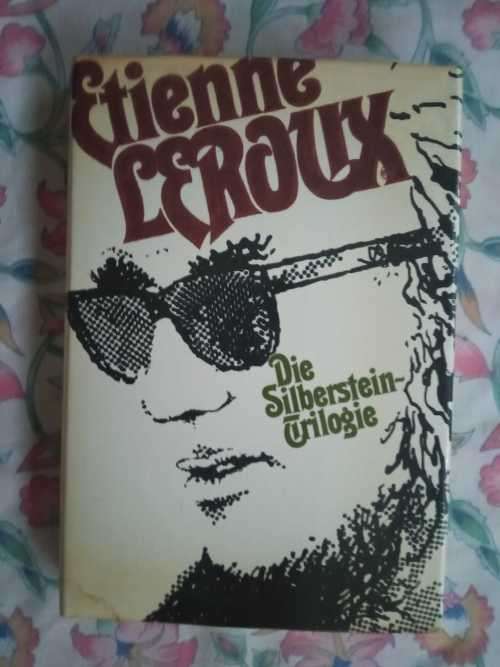 Etienne
LEROUX
Die
Silberstein-
Trilogie